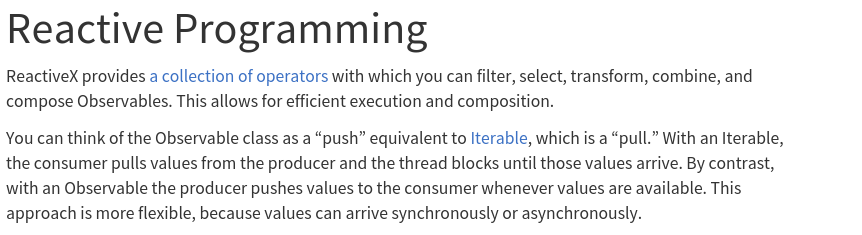 Reactive Programming
ReactiveX provides a collection of operators with which you can filter, select, transform, combine, and
compose Observables. This allows for efficient execution and composition.
You can think of the Observable class as a “push” equivalent to Iterable, which is a “pull.” With an Iterable,
the consumer pulls values from the producer and the thread blocks until those values arrive. By contrast,
with an Observable the producer pushes values to the consumer whenever values are available. This
approach is more flexible, because values can arrive synchronously or asynchronously.